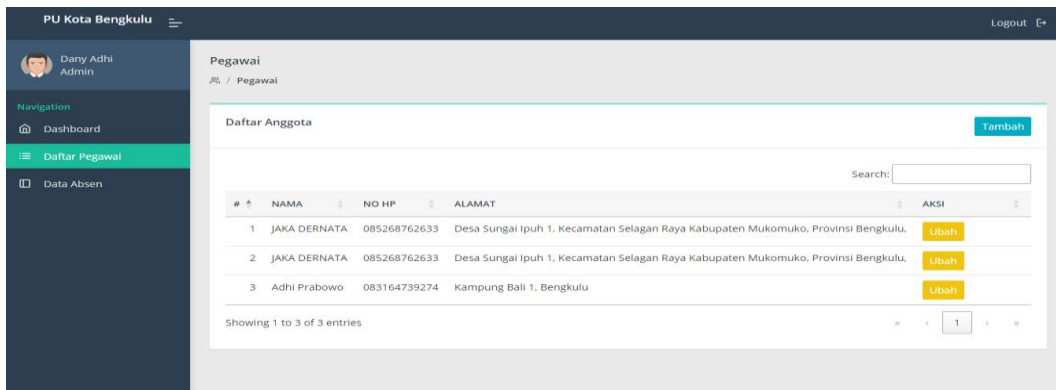 PU Kota Bengkulu
Logout
Dany Adhi
Admin
Navigation
Dashboard
Daftar Pegawai
Data Absen
Pegawai
/ Pegawai
Daftar Anggota
Tambah
Search:
# NAMA NO HP ALAMAT AKSI
1 JAKA DERNATA 085268762633 Desa Sungai Ipuh 1, Kecamatan Selagan Raya Kabupaten Mukomuko, Provinsi Bengkulu, Ubah
2 JAKA DERNATA 085268762633 Desa Sungai Ipuh 1, Kecamatan Selagan Raya Kabupaten Mukomuko, Provinsi Bengkulu, Ubah
3 Adhi Prabowo 083164739274 Kampung Bali 1, Bengkulu Ubah
Showing 1 to 3 of 3 entries
« ‹ 1 › »